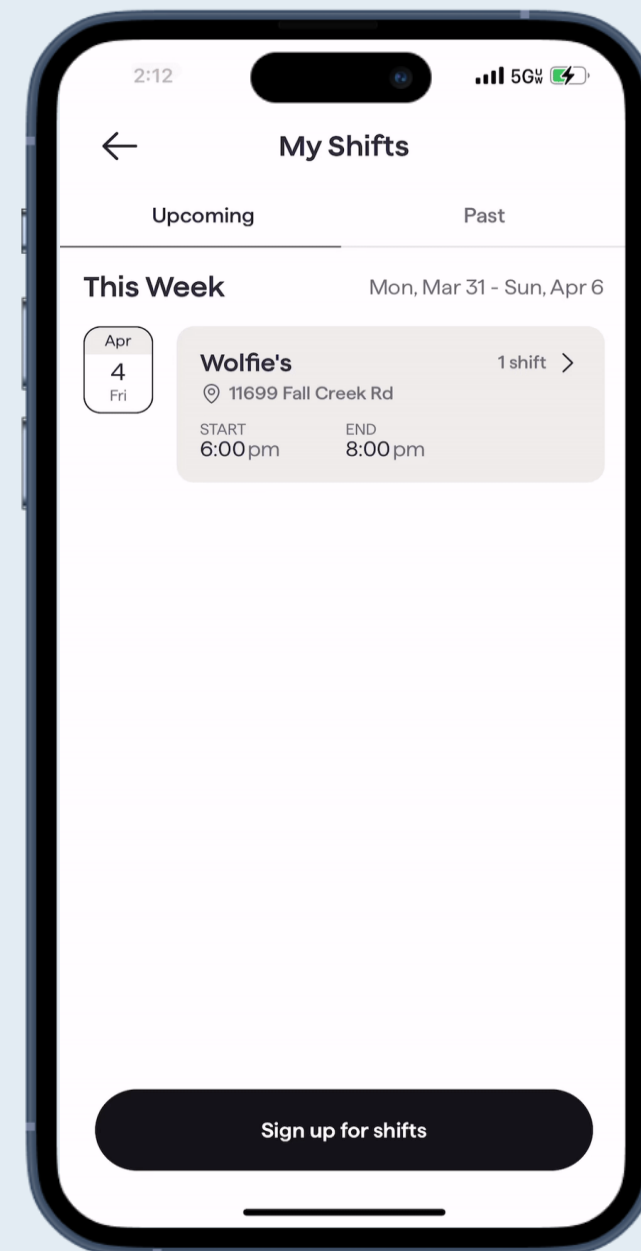 2:12 5G UW
My Shifts
Upcoming Past
This Week Mon, Mar 31 - Sun, Apr 6
Apr
4
Fri
Wolfie's 1 shift
11699 Fall Creek Rd
START END
6:00pm 8:00pm
Sign up for shifts